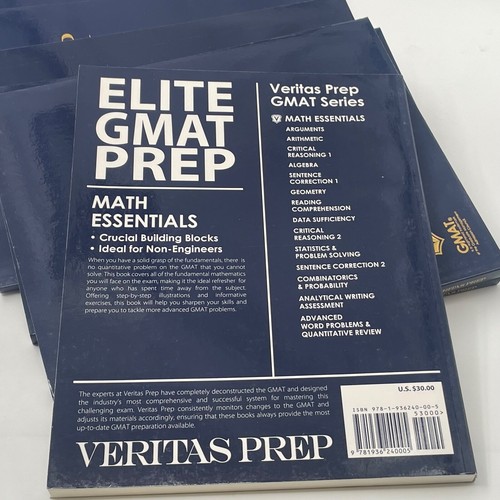 ELITE
GMAT
PREP
MATH
ESSENTIALS
• Crucial Building Blocks
• Ideal for Non-Engineers
When you have a solid grasp of the fundamentals, there is
no quantitative problem on the GMAT that you cannot
solve. This book covers all of the fundamental mathematics
you will face on the exam, making it the ideal refresher for
anyone who has spent time away from the subject.
Offering step-by-step illustrations and informative
exercises, this book will help you sharpen your skills and
prepare you to tackle more advanced GMAT problems.
Veritas Prep
GMAT Series
V MATH ESSENTIALS
ARGUMENTS
ARITHMETIC
CRITICAL
REASONING 1
ALGEBRA
SENTENCE
CORRECTION 1
GEOMETRY
READING
COMPREHENSION
DATA SUFFICIENCY
CRITICAL
REASONING 2
STATISTICS &
PROBLEM SOLVING
SENTENCE CORRECTION 2
COMBINATORICS
& PROBABILITY
ANALYTICAL WRITING
ASSESSMENT
ADVANCED
WORD PROBLEMS &
QUANTITATIVE REVIEW
The experts at Veritas Prep have completely deconstructed the GMAT and designed
the industry's most comprehensive and successful system for mastering this
challenging exam. Veritas Prep consistently monitors changes to the GMAT and
adjusts its materials accordingly, ensuring that these books always provide the most
up-to-date GMAT preparation available.
VERITAS PREP
U.S. $30.00
ISBN 978-1-936240-00-5
53000>
9 781936 240005
GMAT